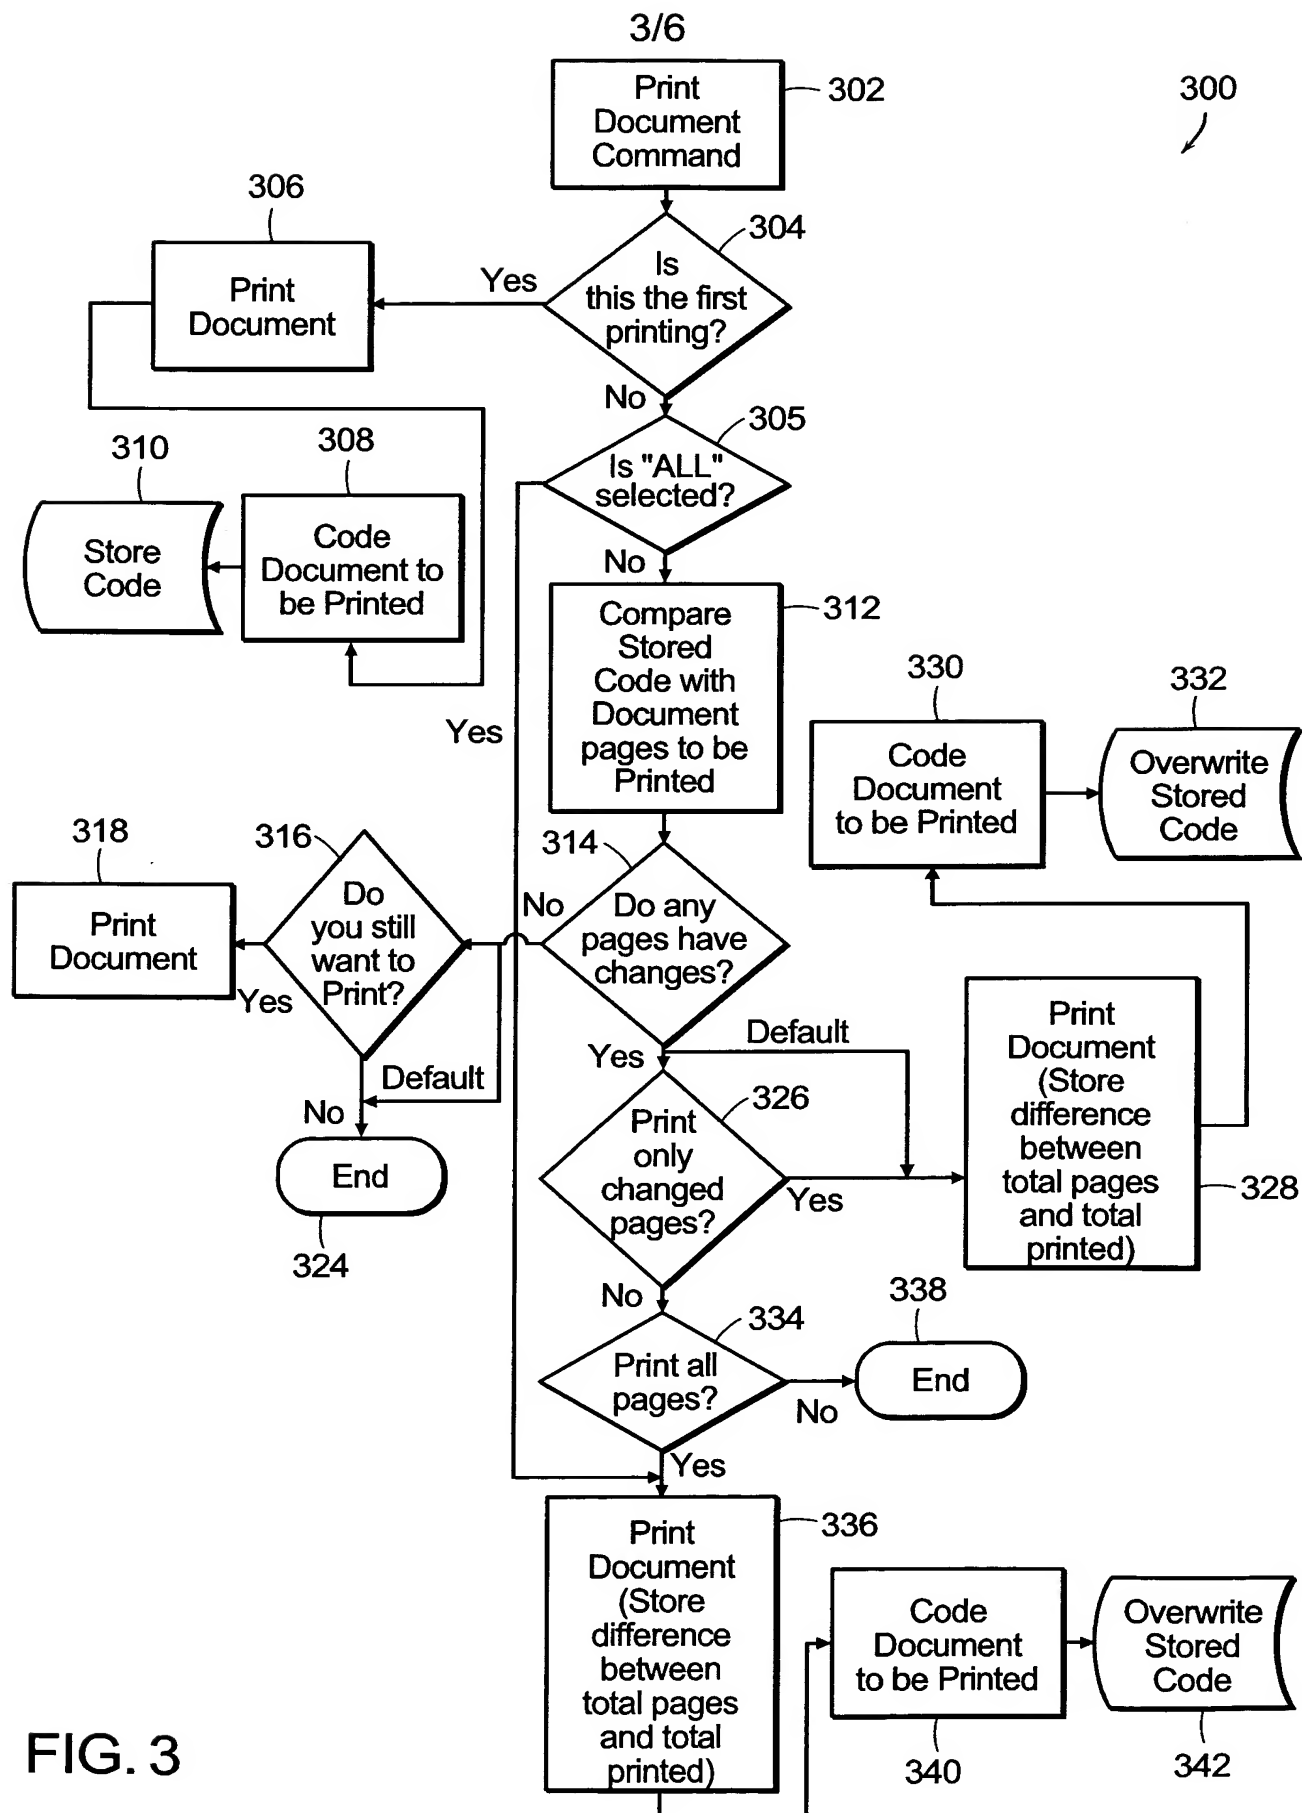 3/6
Print
Document
Command
302
300
306
304
Print
Document
Yes
Is
this the first
printing?
No
305
310
308
Is "ALL"
selected?
Store
Code
Code
Document to
be Printed
No
Compare
Stored
Code with
Document
pages to be
Printed
312
Yes
330
332
Code
Document
to be Printed
Overwrite
Stored
Code
318
316
314
Print
Document
Yes
Do
you still
want to
Print?
No
Do any
pages have
changes?
Default
Yes
Default
No
End
324
326
Print
only
changed
pages?
Yes
Print
Document
(Store
difference
between
total pages
and total
printed)
328
No
334
338
Print all
pages?
No
End
Yes
Print
Document
(Store
difference
between
total pages
and total
printed)
336
Code
Document
to be Printed
340
Overwrite
Stored
Code
342
FIG. 3